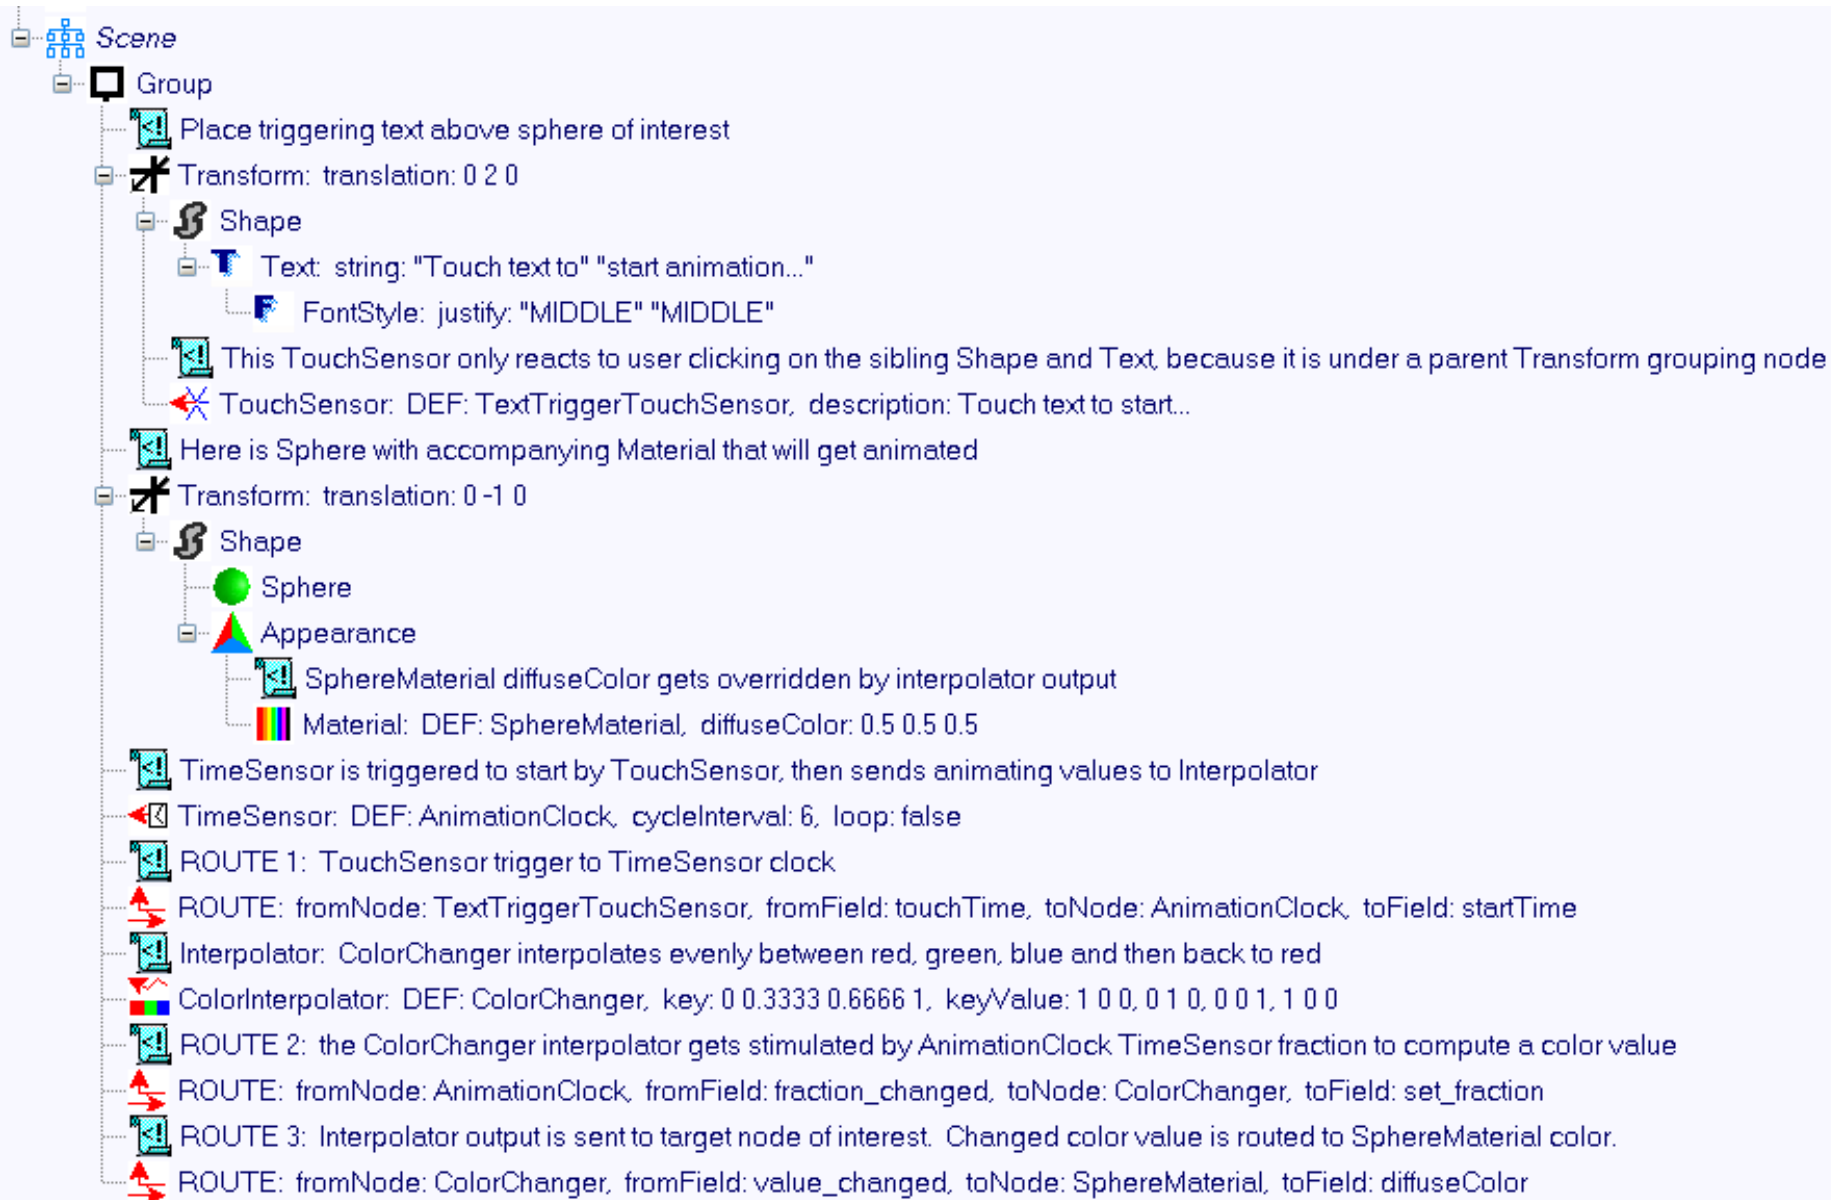 Scene
Group
Place triggering text above sphere of interest
Transform: translation: 0 2 0
Shape
Text: string: "Touch text to" "start animation..."
FontStyle: justify: "MIDDLE" "MIDDLE"
This TouchSensor only reacts to user clicking on the sibling Shape and Text, because it is under a parent Transform grouping node
TouchSensor: DEF: TextTriggerTouchSensor, description: Touch text to start...
Here is Sphere with accompanying Material that will get animated
Transform: translation: 0 -1 0
Shape
Sphere
Appearance
SphereMaterial diffuseColor gets overridden by interpolator output
Material: DEF: SphereMaterial, diffuseColor: 0.5 0.5 0.5
TimeSensor is triggered to start by TouchSensor, then sends animating values to Interpolator
TimeSensor: DEF: AnimationClock, cycleInterval: 6, loop: false
ROUTE 1: TouchSensor trigger to TimeSensor clock
ROUTE: fromNode: TextTriggerTouchSensor, fromField: touchTime, toNode: AnimationClock, toField: startTime
Interpolator: ColorChanger interpolates evenly between red, green, blue and then back to red
ColorInterpolator: DEF: ColorChanger, key: 0 0.3333 0.6666 1, keyValue: 1 0 0, 0 1 0, 0 0 1, 1 0 0
ROUTE 2: the ColorChanger interpolator gets stimulated by AnimationClock TimeSensor fraction to compute a color value
ROUTE: fromNode: AnimationClock, fromField: fraction_changed, toNode: ColorChanger, toField: set_fraction
ROUTE 3: Interpolator output is sent to target node of interest. Changed color value is routed to SphereMaterial color.
ROUTE: fromNode: ColorChanger, fromField: value_changed, toNode: SphereMaterial, toField: diffuseColor